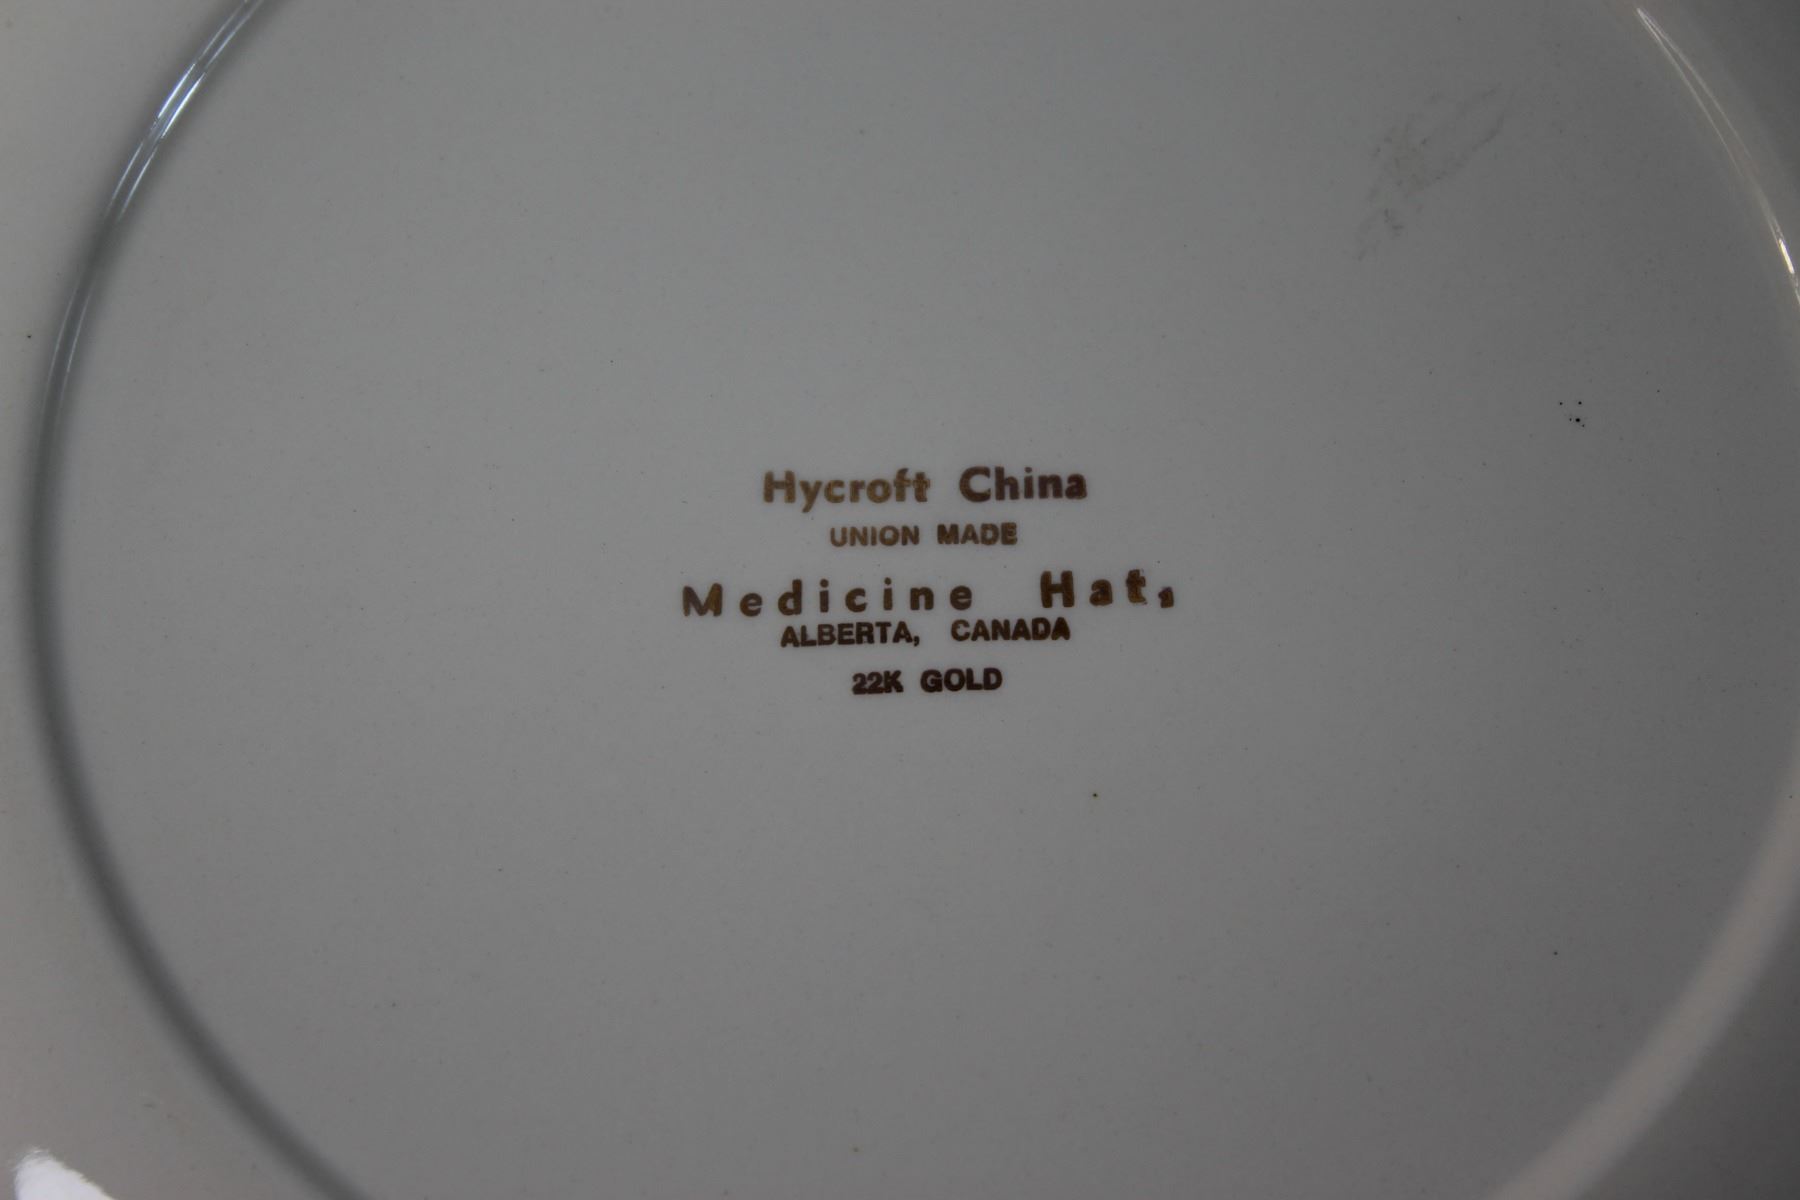 Hycroft China
UNION MADE
Medicine Hat,
ALBERTA, CANADA
22K GOLD